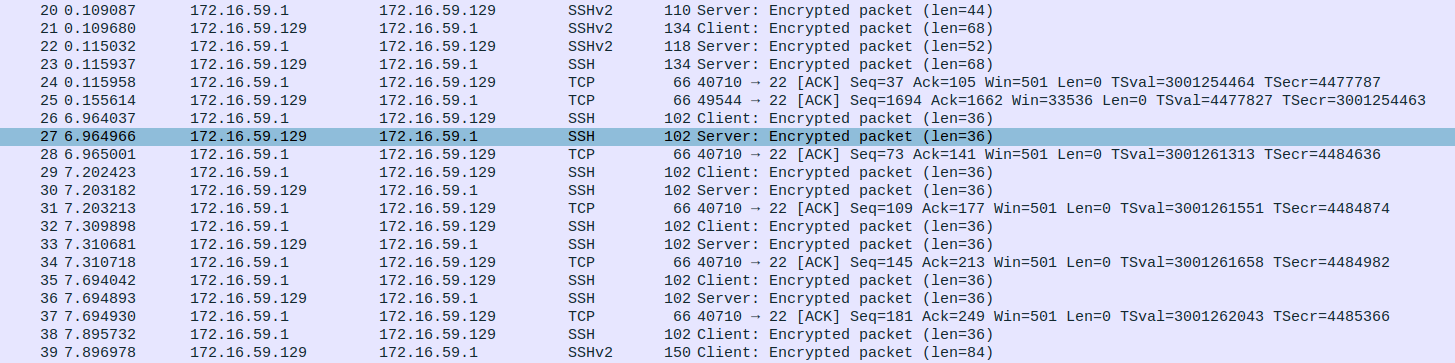 20 0.109087 172.16.59.1 172.16.59.129 SSHv2 110 Server: Encrypted packet (len=44)
21 0.109680 172.16.59.129 172.16.59.1 SSHv2 134 Client: Encrypted packet (len=68)
22 0.115032 172.16.59.1 172.16.59.129 SSHv2 118 Server: Encrypted packet (len=52)
23 0.115937 172.16.59.129 172.16.59.1 SSH 134 Server: Encrypted packet (len=68)
24 0.115958 172.16.59.1 172.16.59.129 TCP 66 40710 → 22 [ACK] Seq=37 Ack=105 Win=501 Len=0 TSval=3001254464 TSecr=4477787
25 0.155614 172.16.59.129 172.16.59.1 TCP 66 49544 → 22 [ACK] Seq=1694 Ack=1662 Win=33536 Len=0 TSval=4477827 TSecr=3001254463
26 6.964037 172.16.59.1 172.16.59.129 SSH 102 Client: Encrypted packet (len=36)
27 6.964966 172.16.59.129 172.16.59.1 SSH 102 Server: Encrypted packet (len=36)
28 6.965001 172.16.59.1 172.16.59.129 TCP 66 40710 → 22 [ACK] Seq=73 Ack=141 Win=501 Len=0 TSval=3001261313 TSecr=4484636
29 7.202423 172.16.59.1 172.16.59.129 SSH 102 Client: Encrypted packet (len=36)
30 7.203182 172.16.59.129 172.16.59.1 SSH 102 Server: Encrypted packet (len=36)
31 7.203213 172.16.59.1 172.16.59.129 TCP 66 40710 → 22 [ACK] Seq=109 Ack=177 Win=501 Len=0 TSval=3001261551 TSecr=4484874
32 7.309898 172.16.59.1 172.16.59.129 SSH 102 Client: Encrypted packet (len=36)
33 7.310681 172.16.59.129 172.16.59.1 SSH 102 Server: Encrypted packet (len=36)
34 7.310718 172.16.59.1 172.16.59.129 TCP 66 40710 → 22 [ACK] Seq=145 Ack=213 Win=501 Len=0 TSval=3001261658 TSecr=4484982
35 7.694042 172.16.59.1 172.16.59.129 SSH 102 Client: Encrypted packet (len=36)
36 7.694893 172.16.59.129 172.16.59.1 SSH 102 Server: Encrypted packet (len=36)
37 7.694930 172.16.59.1 172.16.59.129 TCP 66 40710 → 22 [ACK] Seq=181 Ack=249 Win=501 Len=0 TSval=3001262043 TSecr=4485366
38 7.895732 172.16.59.1 172.16.59.129 SSH 102 Client: Encrypted packet (len=36)
39 7.896978 172.16.59.129 172.16.59.1 SSHv2 150 Client: Encrypted packet (len=84)